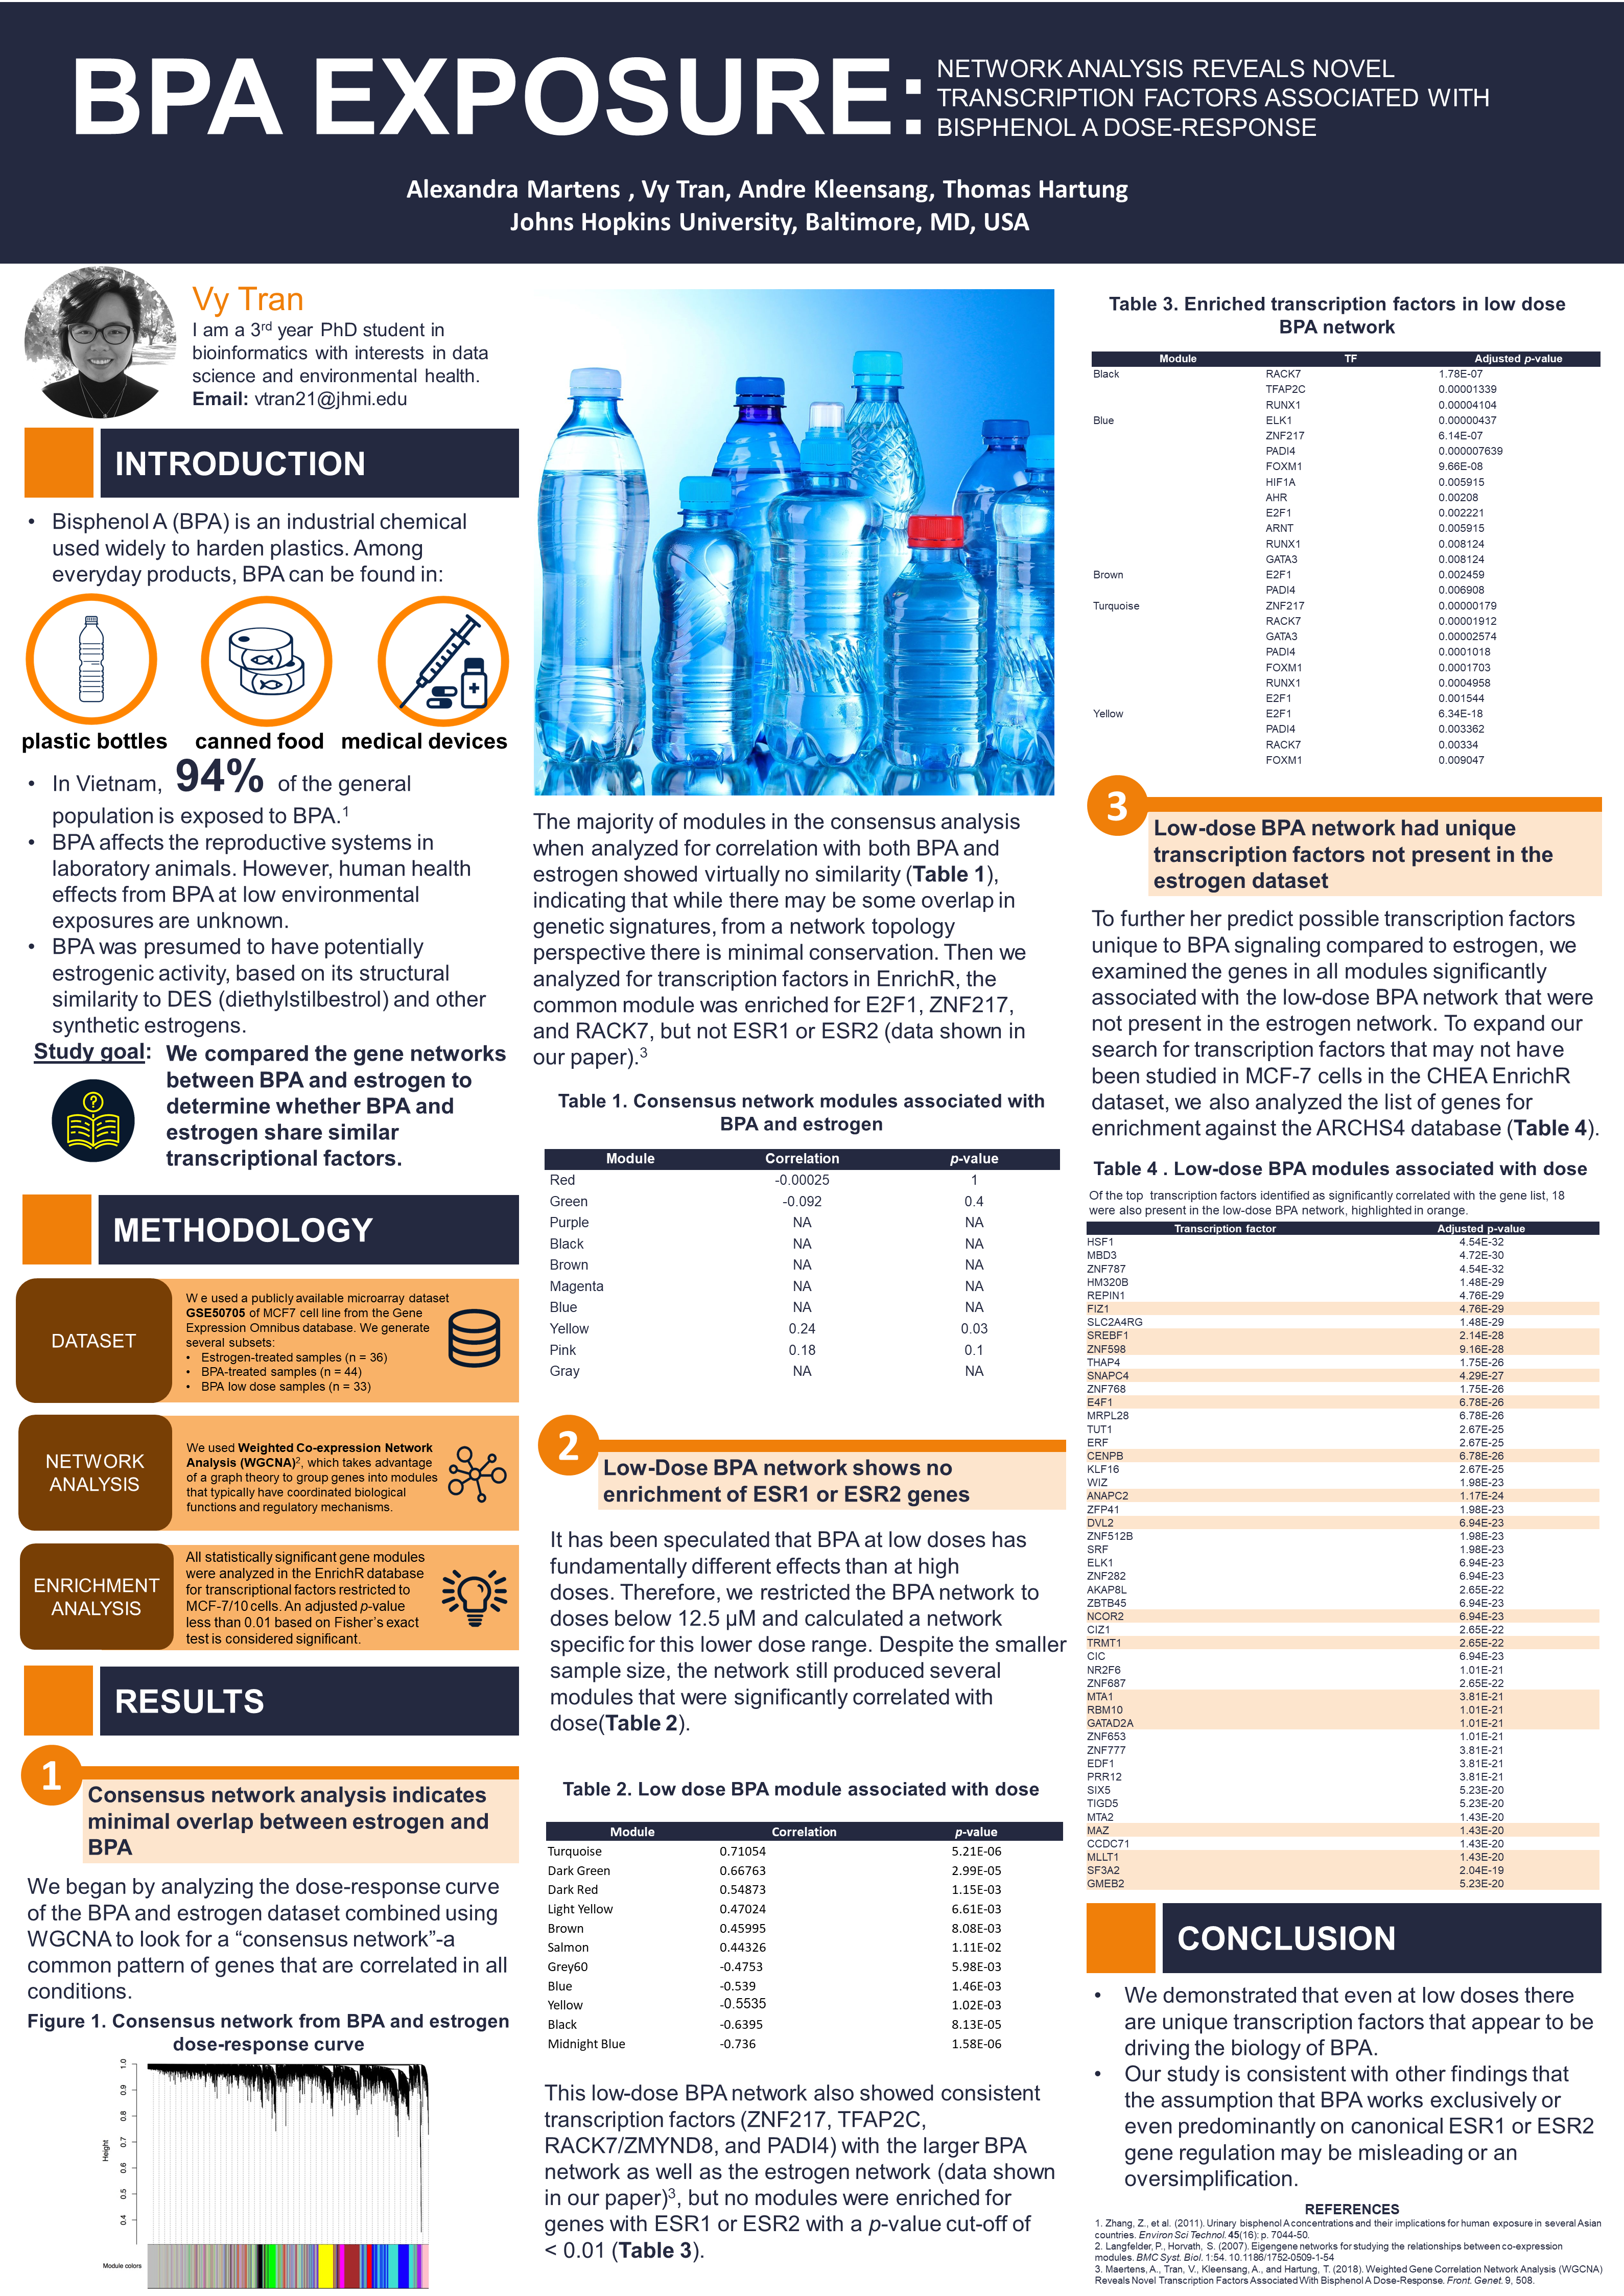 BPA EXPOSURE:
NETWORK ANALYSIS REVEALS NOVEL
TRANSCRIPTION FACTORS ASSOCIATED WITH
BISPHENOL A DOSE-RESPONSE
Alexandra Martens , Vy Tran, Andre Kleensang, Thomas Hartung
Johns Hopkins University, Baltimore, MD, USA
Vy Tran
I am a 3rd year PhD student in
bioinformatics with interests in data
science and environmental health.
Email: vtran21@jhmi.edu
INTRODUCTION
• Bisphenol A (BPA) is an industrial chemical
used widely to harden plastics. Among
everyday products, BPA can be found in:
plastic bottles canned food medical devices
• In Vietnam, 94% of the general
population is exposed to BPA.1
• BPA affects the reproductive systems in
laboratory animals. However, human health
effects from BPA at low environmental
exposures are unknown.
• BPA was presumed to have potentially
estrogenic activity, based on its structural
similarity to DES (diethylstilbestrol) and other
synthetic estrogens.
Study goal: We compared the gene networks
between BPA and estrogen to
determine whether BPA and
estrogen share similar
transcriptional factors.
?
METHODOLOGY
DATASET
W e used a publicly available microarray dataset
GSE50705 of MCF7 cell line from the Gene
Expression Omnibus database. We generate
several subsets:
• Estrogen-treated samples (n = 36)
• BPA-treated samples (n = 44)
• BPA low dose samples (n = 33)
NETWORK
ANALYSIS
We used Weighted Co-expression Network
Analysis (WGCNA)2, which takes advantage
of a graph theory to group genes into modules
that typically have coordinated biological
functions and regulatory mechanisms.
ENRICHMENT
ANALYSIS
All statistically significant gene modules
were analyzed in the EnrichR database
for transcriptional factors restricted to
MCF-7/10 cells. An adjusted p-value
less than 0.01 based on Fisher's exact
test is considered significant.
RESULTS
1
Consensus network analysis indicates
minimal overlap between estrogen and
BPA
We began by analyzing the dose-response curve
of the BPA and estrogen dataset combined using
WGCNA to look for a “consensus network”-a
common pattern of genes that are correlated in all
conditions.
Figure 1. Consensus network from BPA and estrogen
dose-response curve
Height
1.0
0.9
0.8
0.7
0.6
0.5
0.4
Module colors
The majority of modules in the consensus analysis
when analyzed for correlation with both BPA and
estrogen showed virtually no similarity (Table 1),
indicating that while there may be some overlap in
genetic signatures, from a network topology
perspective there is minimal conservation. Then we
analyzed for transcription factors in EnrichR, the
common module was enriched for E2F1, ZNF217,
and RACK7, but not ESR1 or ESR2 (data shown in
our paper).3
Table 1. Consensus network modules associated with
BPA and estrogen
Module Correlation p-value
Red -0.00025 1
Green -0.092 0.4
Purple NA NA
Black NA NA
Brown NA NA
Magenta NA NA
Blue NA NA
Yellow 0.24 0.03
Pink 0.18 0.1
Gray NA NA
2
Low-Dose BPA network shows no
enrichment of ESR1 or ESR2 genes
It has been speculated that BPA at low doses has
fundamentally different effects than at high
doses. Therefore, we restricted the BPA network to
doses below 12.5 µM and calculated a network
specific for this lower dose range. Despite the smaller
sample size, the network still produced several
modules that were significantly correlated with
dose(Table 2).
Table 2. Low dose BPA module associated with dose
Module Correlation p-value
Turquoise 0.71054 5.21E-06
Dark Green 0.66763 2.99E-05
Dark Red 0.54873 1.15E-03
Light Yellow 0.47024 6.61E-03
Brown 0.45995 8.08E-03
Salmon 0.44326 1.11E-02
Grey60 -0.4753 5.98E-03
Blue -0.539 1.46E-03
Yellow -0.5535 1.02E-03
Black -0.6395 8.13E-05
Midnight Blue -0.736 1.58E-06
This low-dose BPA network also showed consistent
transcription factors (ZNF217, TFAP2C,
RACK7/ZMYND8, and PADI4) with the larger BPA
network as well as the estrogen network (data shown
in our paper)3, but no modules were enriched for
genes with ESR1 or ESR2 with a p-value cut-off of
< 0.01 (Table 3).
Table 3. Enriched transcription factors in low dose
BPA network
Module TF Adjusted p-value
Black RACK7 1.78E-07
TFAP2C 0.00001339
RUNX1 0.00004104
Blue ELK1 0.00000437
ZNF217 6.14E-07
PADI4 0.000007639
FOXM1 9.66E-08
HIF1A 0.005915
AHR 0.00208
E2F1 0.002221
ARNT 0.005915
RUNX1 0.008124
GATA3 0.008124
Brown E2F1 0.002459
PADI4 0.006908
Turquoise ZNF217 0.00000179
RACK7 0.00001912
GATA3 0.00002574
PADI4 0.0001018
FOXM1 0.0001703
RUNX1 0.0004958
E2F1 0.001544
Yellow E2F1 6.34E-18
PADI4 0.003362
RACK7 0.00334
FOXM1 0.009047
3
Low-dose BPA network had unique
transcription factors not present in the
estrogen dataset
To further her predict possible transcription factors
unique to BPA signaling compared to estrogen, we
examined the genes in all modules significantly
associated with the low-dose BPA network that were
not present in the estrogen network. To expand our
search for transcription factors that may not have
been studied in MCF-7 cells in the CHEA EnrichR
dataset, we also analyzed the list of genes for
enrichment against the ARCHS4 database (Table 4).
Table 4 . Low-dose BPA modules associated with dose
Of the top transcription factors identified as significantly correlated with the gene list, 18
were also present in the low-dose BPA network, highlighted in orange.
Transcription factor Adjusted p-value
HSF1 4.54E-32
MBD3 4.72E-30
ZNF787 4.54E-32
HM320B 1.48E-29
REPIN1 4.76E-29
FIZ1 4.76E-29
SLC2A4RG 1.48E-29
SREBF1 2.14E-28
ZNF598 9.16E-28
THAP4 1.75E-26
SNAPC4 4.29E-27
ZNF768 1.75E-26
E4F1 6.78E-26
MRPL28 6.78E-26
TUT1 2.67E-25
ERF 2.67E-25
CENPB 6.78E-26
KLF16 2.67E-25
WIZ 1.98E-23
ANAPC2 1.17E-24
ZFP41 1.98E-23
DVL2 6.94E-23
ZNF512B 1.98E-23
SRF 1.98E-23
ELK1 6.94E-23
ZNF282 6.94E-23
AKAP8L 2.65E-22
ZBTB45 6.94E-23
NCOR2 6.94E-23
CIZ1 2.65E-22
TRMT1 2.65E-22
CIC 6.94E-23
NR2F6 1.01E-21
ZNF687 2.65E-22
MTA1 3.81E-21
RBM10 1.01E-21
GATAD2A 1.01E-21
ZNF653 1.01E-21
ZNF777 3.81E-21
EDF1 3.81E-21
PRR12 3.81E-21
SIX5 5.23E-20
TIGD5 5.23E-20
MTA2 1.43E-20
MAZ 1.43E-20
CCDC71 1.43E-20
MLLT1 1.43E-20
SF3A2 2.04E-19
GMEB2 5.23E-20
CONCLUSION
• We demonstrated that even at low doses there
are unique transcription factors that appear to be
driving the biology of BPA.
• Our study is consistent with other findings that
the assumption that BPA works exclusively or
even predominantly on canonical ESR1 or ESR2
gene regulation may be misleading or an
oversimplification.
REFERENCES
1. Zhang, Z., et al. (2011). Urinary bisphenol A concentrations and their implications for human exposure in several Asian
countries. Environ Sci Technol. 45(16): p. 7044-50.
2. Langfelder, P., Horvath, S. (2007). Eigengene networks for studying the relationships between co-expression
modules. BMC Syst. Biol. 1:54. 10.1186/1752-0509-1-54
3. Maertens, A., Tran, V., Kleensang, A., and Hartung, T. (2018). Weighted Gene Correlation Network Analysis (WGCNA)
Reveals Novel Transcription Factors Associated With Bisphenol A Dose-Response. Front. Genet. 9, 508.